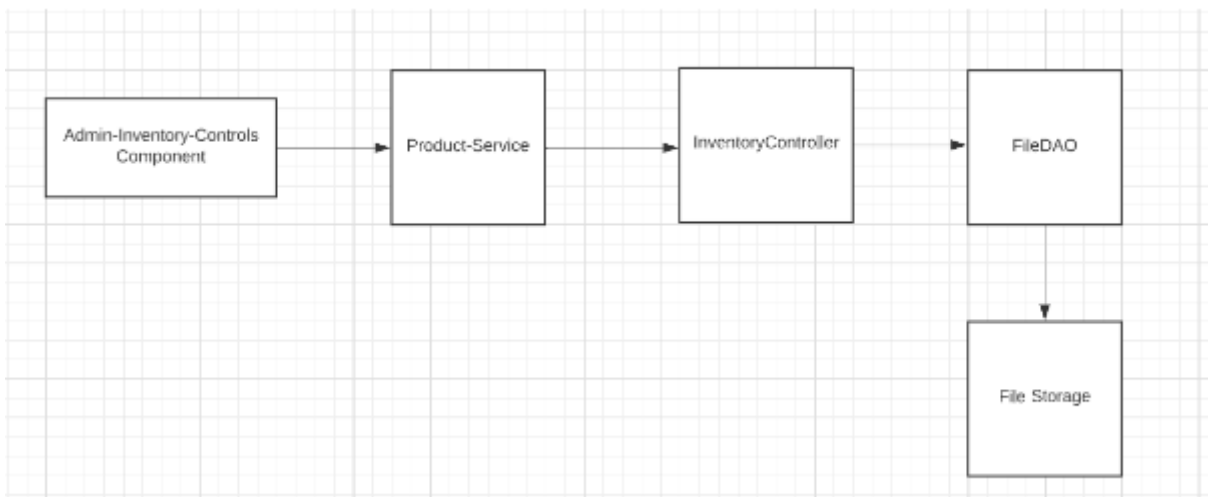 Admin-Inventory-Controls
Component
Product-Service
InventoryController
FileDAO
File Storage